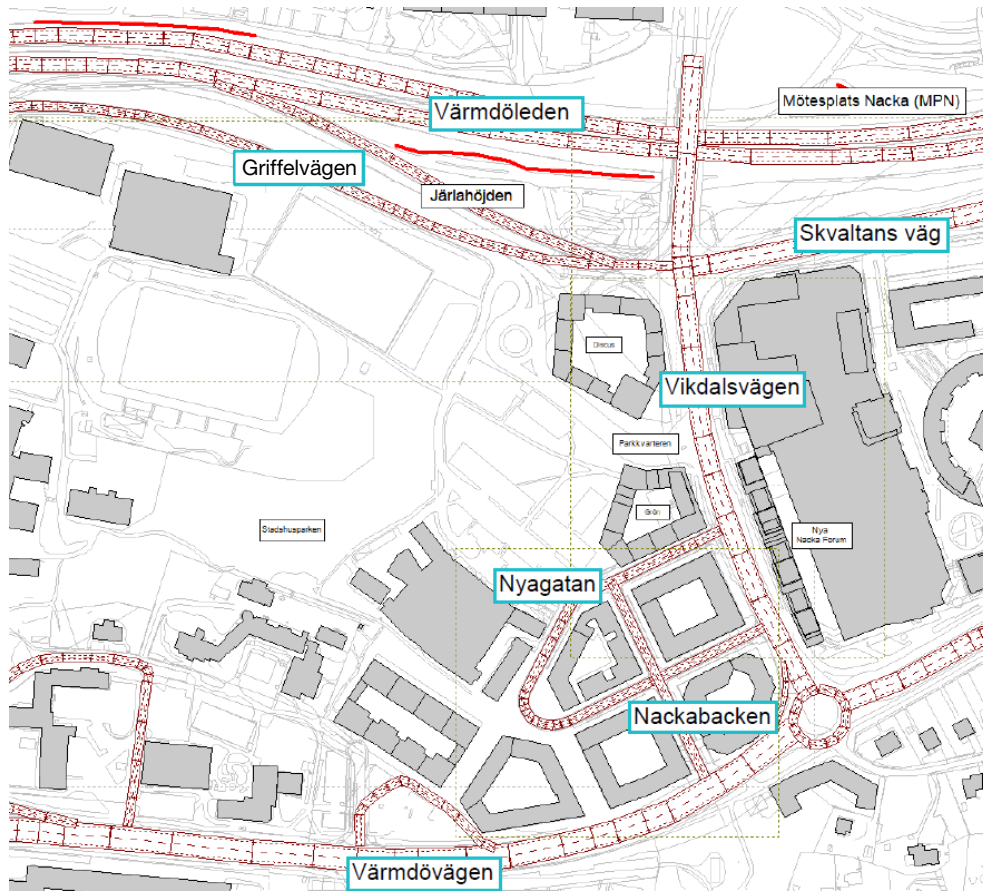 Mötesplats Nacka (MPN)
Värmdöleden
Griffelvägen
Järlahöjden
Skvaltans väg
Discus
Vikdalsvägen
Parkkvarteren
Grön
Stadshusparken
Nya
Nacka Forum
Nyagatan
Nackabacken
Värmdövägen